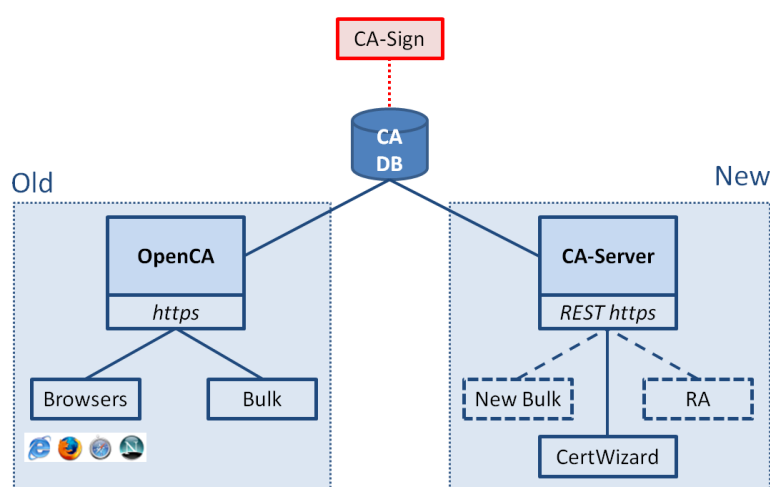 CA-Sign
CA
DB
Old
New
OpenCA
https
CA-Server
REST https
Browsers
Bulk
New Bulk
RA
CertWizard